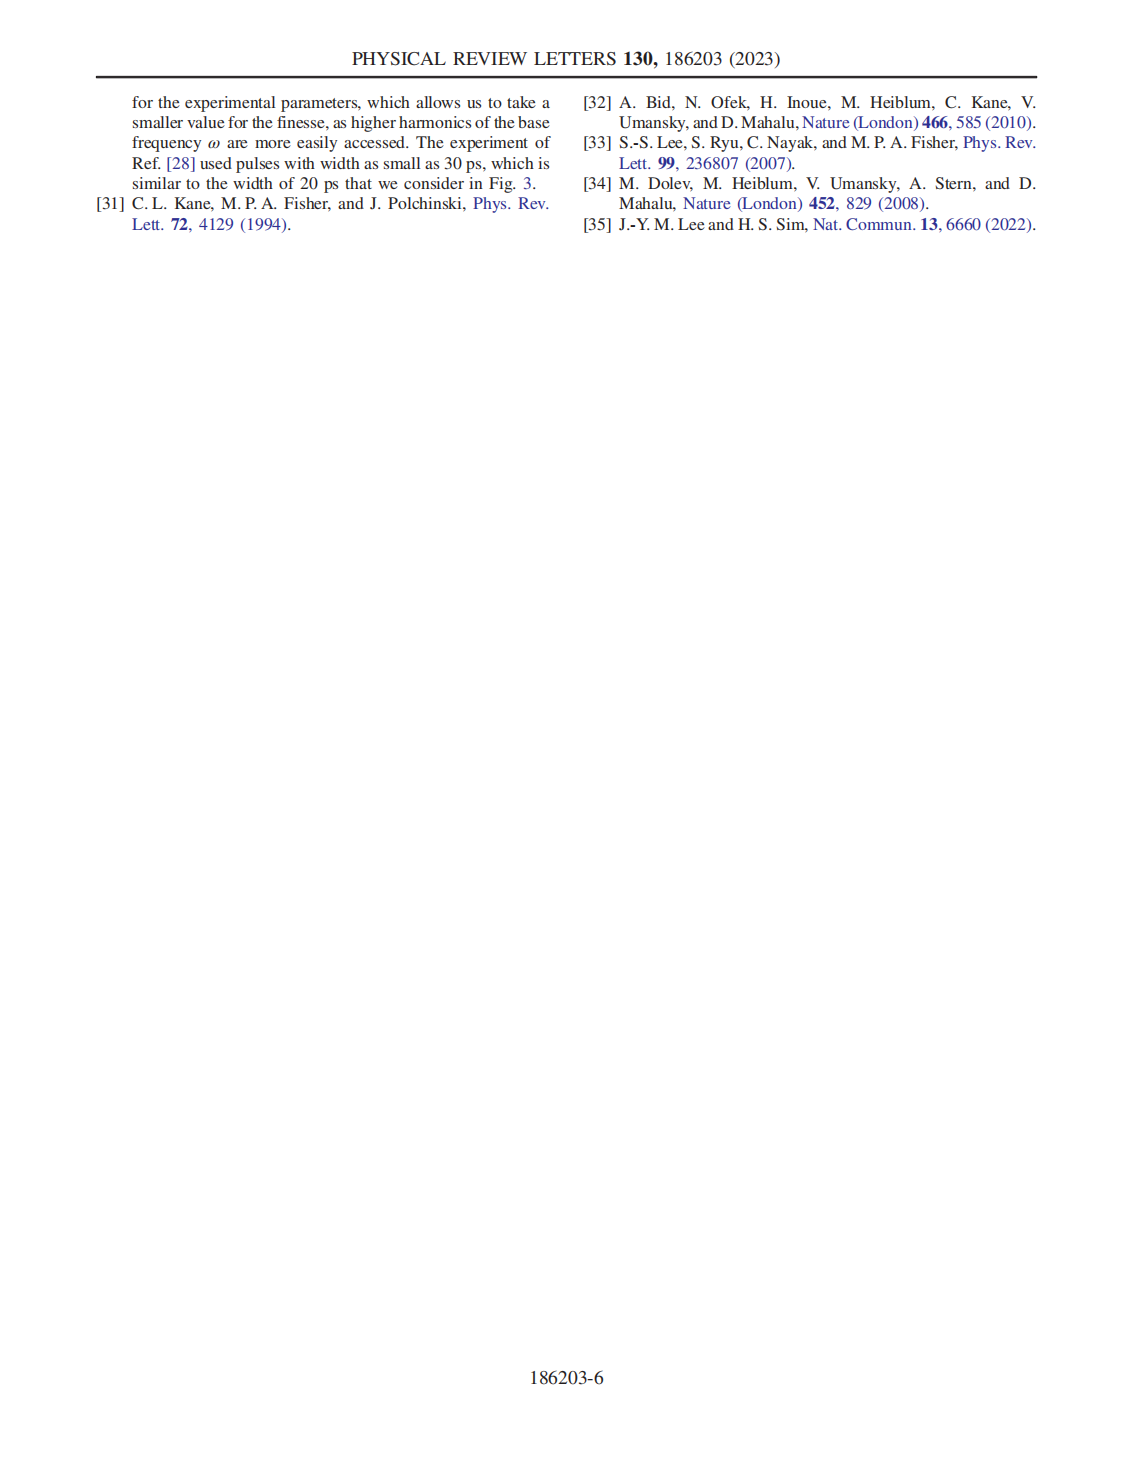 PHYSICAL REVIEW LETTERS 130, 186203 (2023)
for the experimental parameters, which allows us to take a
smaller value for the finesse, as higher harmonics of the base
frequency ω are more easily accessed. The experiment of
Ref. [28] used pulses with width as small as 30 ps, which is
similar to the width of 20 ps that we consider in Fig. 3.
[31] C. L. Kane, M. P. A. Fisher, and J. Polchinski, Phys. Rev.
Lett. 72, 4129 (1994).
[32] A. Bid, N. Ofek, H. Inoue, M. Heiblum, C. Kane, V.
Umansky, and D. Mahalu, Nature (London) 466, 585 (2010).
[33] S.-S. Lee, S. Ryu, C. Nayak, and M. P. A. Fisher, Phys. Rev.
Lett. 99, 236807 (2007).
[34] M. Dolev, M. Heiblum, V. Umansky, A. Stern, and D.
Mahalu, Nature (London) 452, 829 (2008).
[35] J.-Y. M. Lee and H. S. Sim, Nat. Commun. 13, 6660 (2022).
186203-6